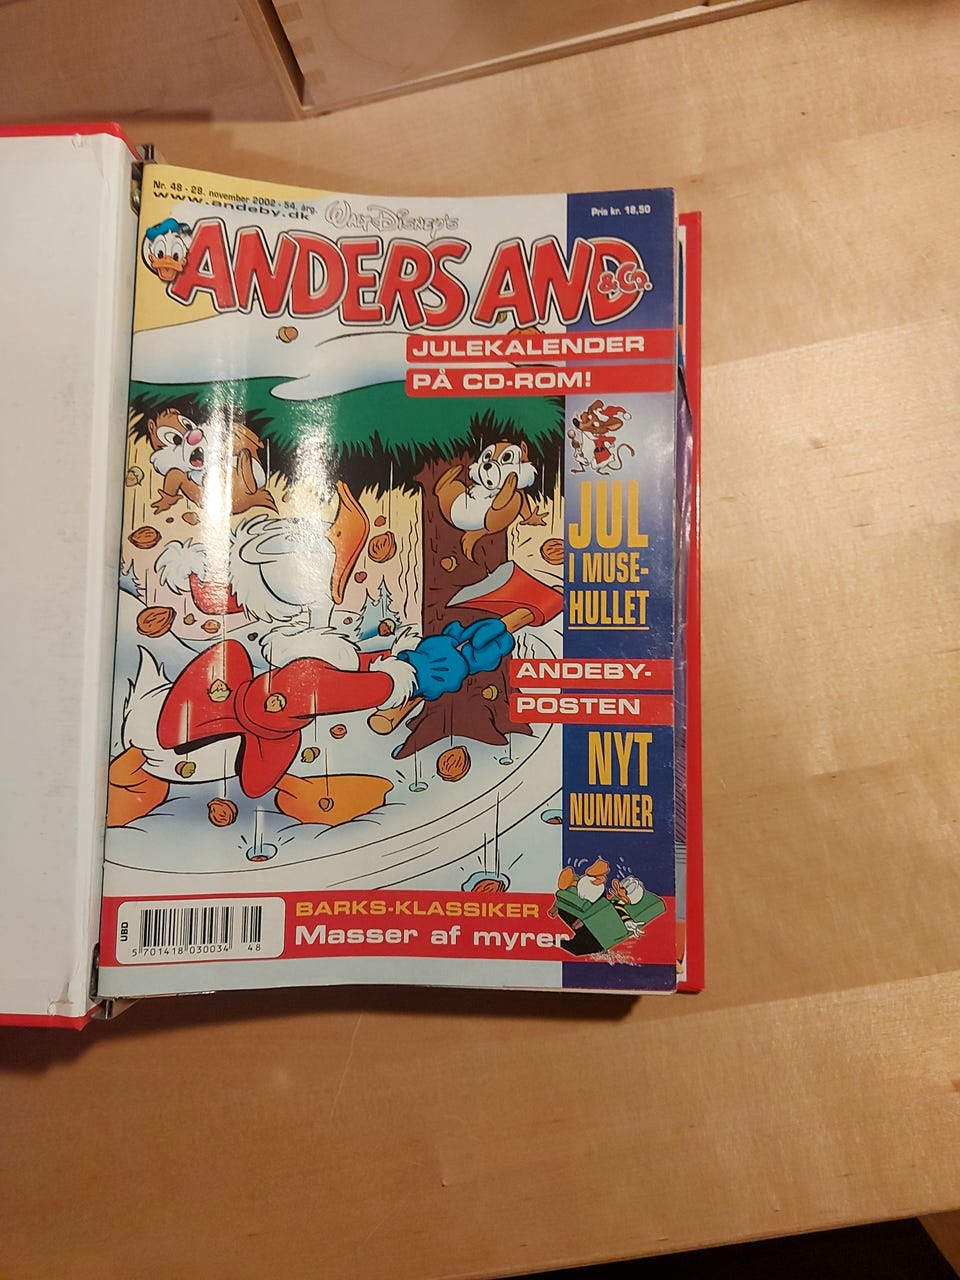 Nr. 48 - 28. november 2002 - 54. årg.
www.andeby.dk
Walt Disney's
Pris kr. 18,50
ANDERS AND
& Co.
JULEKALENDER
PÅ CD-ROM!
JUL
I MUSE-
HULLET
ANDEBY-
POSTEN
NYT
NUMMER
BARKS-KLASSIKER
Masser af myrer
UBD
5 701418 030034 48